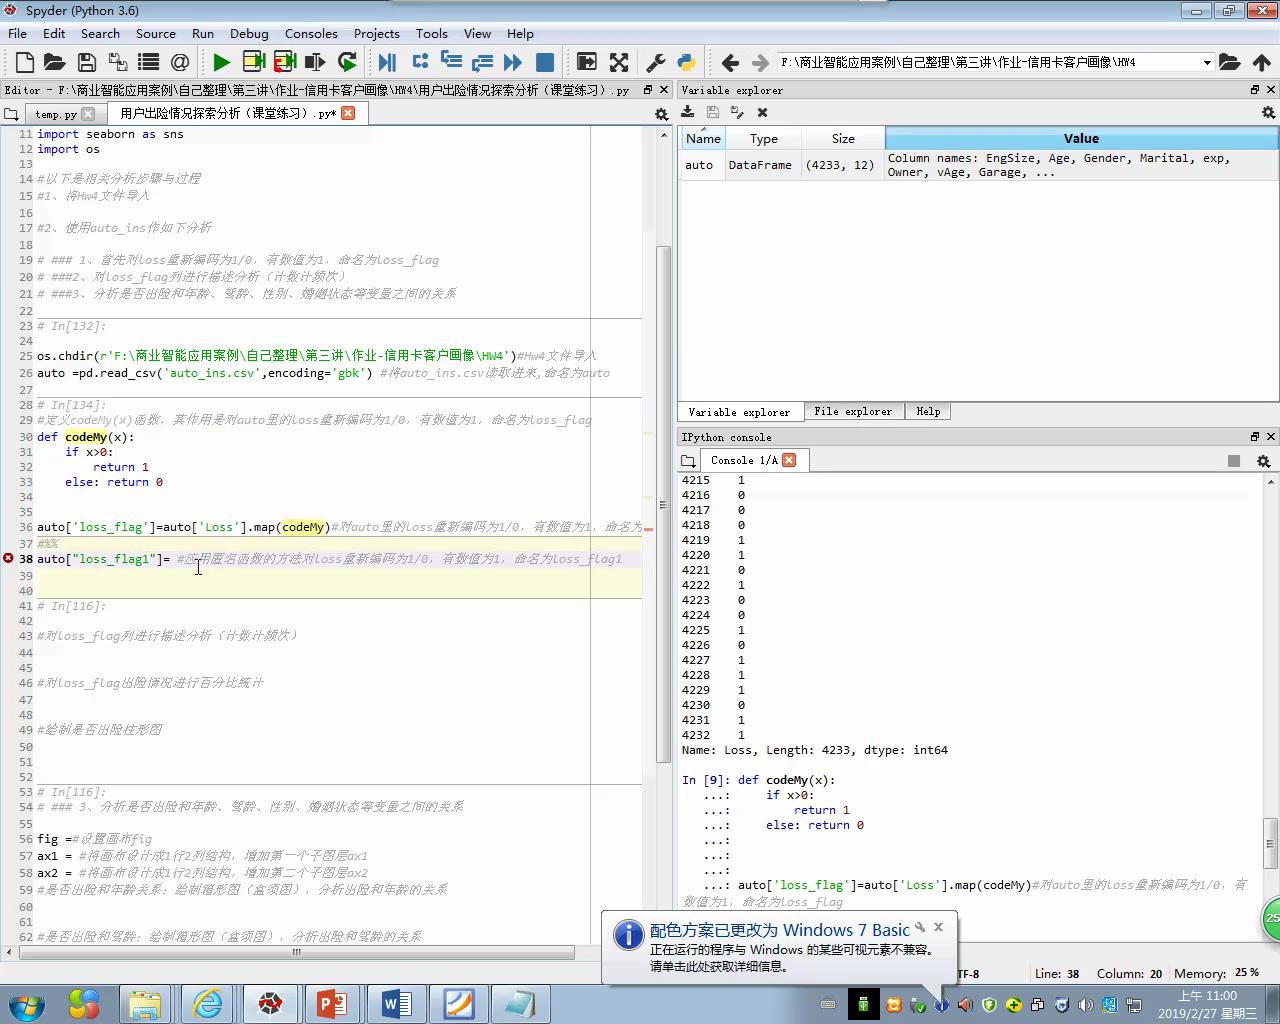 Spyder (Python 3.6)
File Edit Search Source Run Debug Consoles Projects Tools View Help
F:\商业智能应用案例\自己整理\第三讲\作业-信用卡客户画像\HW4
Editor - F:\商业智能应用案例\自己整理\第三讲\作业-信用卡客户画像\HW4\用户出险情况探索分析（课堂练习）.py
temp.py 用户出险情况探索分析（课堂练习）.py*
11 import seaborn as sns
12 import os
13
14 #以下是相关分析步骤与过程
15 #1、将Hw4文件导入
16
17 #2、使用auto_ins作如下分析
18
19 # ### 1、首先对loss重新编码为1/0，有数值为1，命名为loss_flag
20 # ###2、对loss_flag列进行描述分析（计数计频次）
21 # ###3、分析是否出险和年龄、驾龄、性别、婚姻状态等变量之间的关系
22
23 # In[132]:
24
25 os.chdir(r'F:\商业智能应用案例\自己整理\第三讲\作业-信用卡客户画像\HW4')#Hw4文件导入
26 auto =pd.read_csv('auto_ins.csv',encoding='gbk') #将auto_ins.csv读取进来,命名为auto
27
28 # In[134]:
29 #定义codeMy(x)函数，其作用是对auto里的loss重新编码为1/0，有数值为1，命名为loss_flag
30 def codeMy(x):
31 if x>0:
32 return 1
33 else: return 0
34
35
36 auto['loss_flag']=auto['Loss'].map(codeMy)#对auto里的loss重新编码为1/0，有数值为1，命名为
37 #%%
38 auto["loss_flag1"]= #应用匿名函数的方法对loss重新编码为1/0，有数值为1，命名为loss_flag1
39
40
41 # In[116]:
42
43 #对loss_flag列进行描述分析（计数计频次）
44
45
46 #对loss_flag出险情况进行百分比统计
47
48
49 #绘制是否出险柱形图
50
51
52
53 # In[116]:
54 # ### 3、分析是否出险和年龄、驾龄、性别、婚姻状态等变量之间的关系
55
56 fig =#设置画布fig
57 ax1 = #将画布设计成1行2列结构，增加第一个子图层ax1
58 ax2 = #将画布设计成1行2列结构，增加第二个子图层ax2
59 #是否出险和年龄关系：绘制箱形图（盒须图），分析出险和年龄的关系
60
61
62 #是否出险和驾龄：绘制箱形图（盒须图），分析出险和年龄的关系
Variable explorer
Name Type Size Value
auto DataFrame (4233, 12) Column names: EngSize, Age, Gender, Marital, exp,
Owner, vAge, Garage, ...
Variable explorer File explorer Help
IPython console
Console 1/A
4215 1
4216 0
4217 0
4218 0
4219 0
4220 1
4221 0
4222 1
4223 0
4224 0
4225 1
4226 0
4227 1
4228 1
4229 1
4230 0
4231 1
4232 1
Name: Loss, Length: 4233, dtype: int64
In [9]: def codeMy(x):
...: if x>0:
...: return 1
...: else: return 0
...:
...:
...:
...: auto['loss_flag']=auto['Loss'].map(codeMy)#对auto里的loss重新编码为1/0，有
数值为1，命名为loss_flag
配色方案已更改为 Windows 7 Basic
正在运行的程序与 Windows 的某些可视元素不兼容。
请单击此处获取详细信息。
25
TF-8 Line: 38 Column: 20 Memory: 25 %
上午 11:00
2019/2/27 星期三